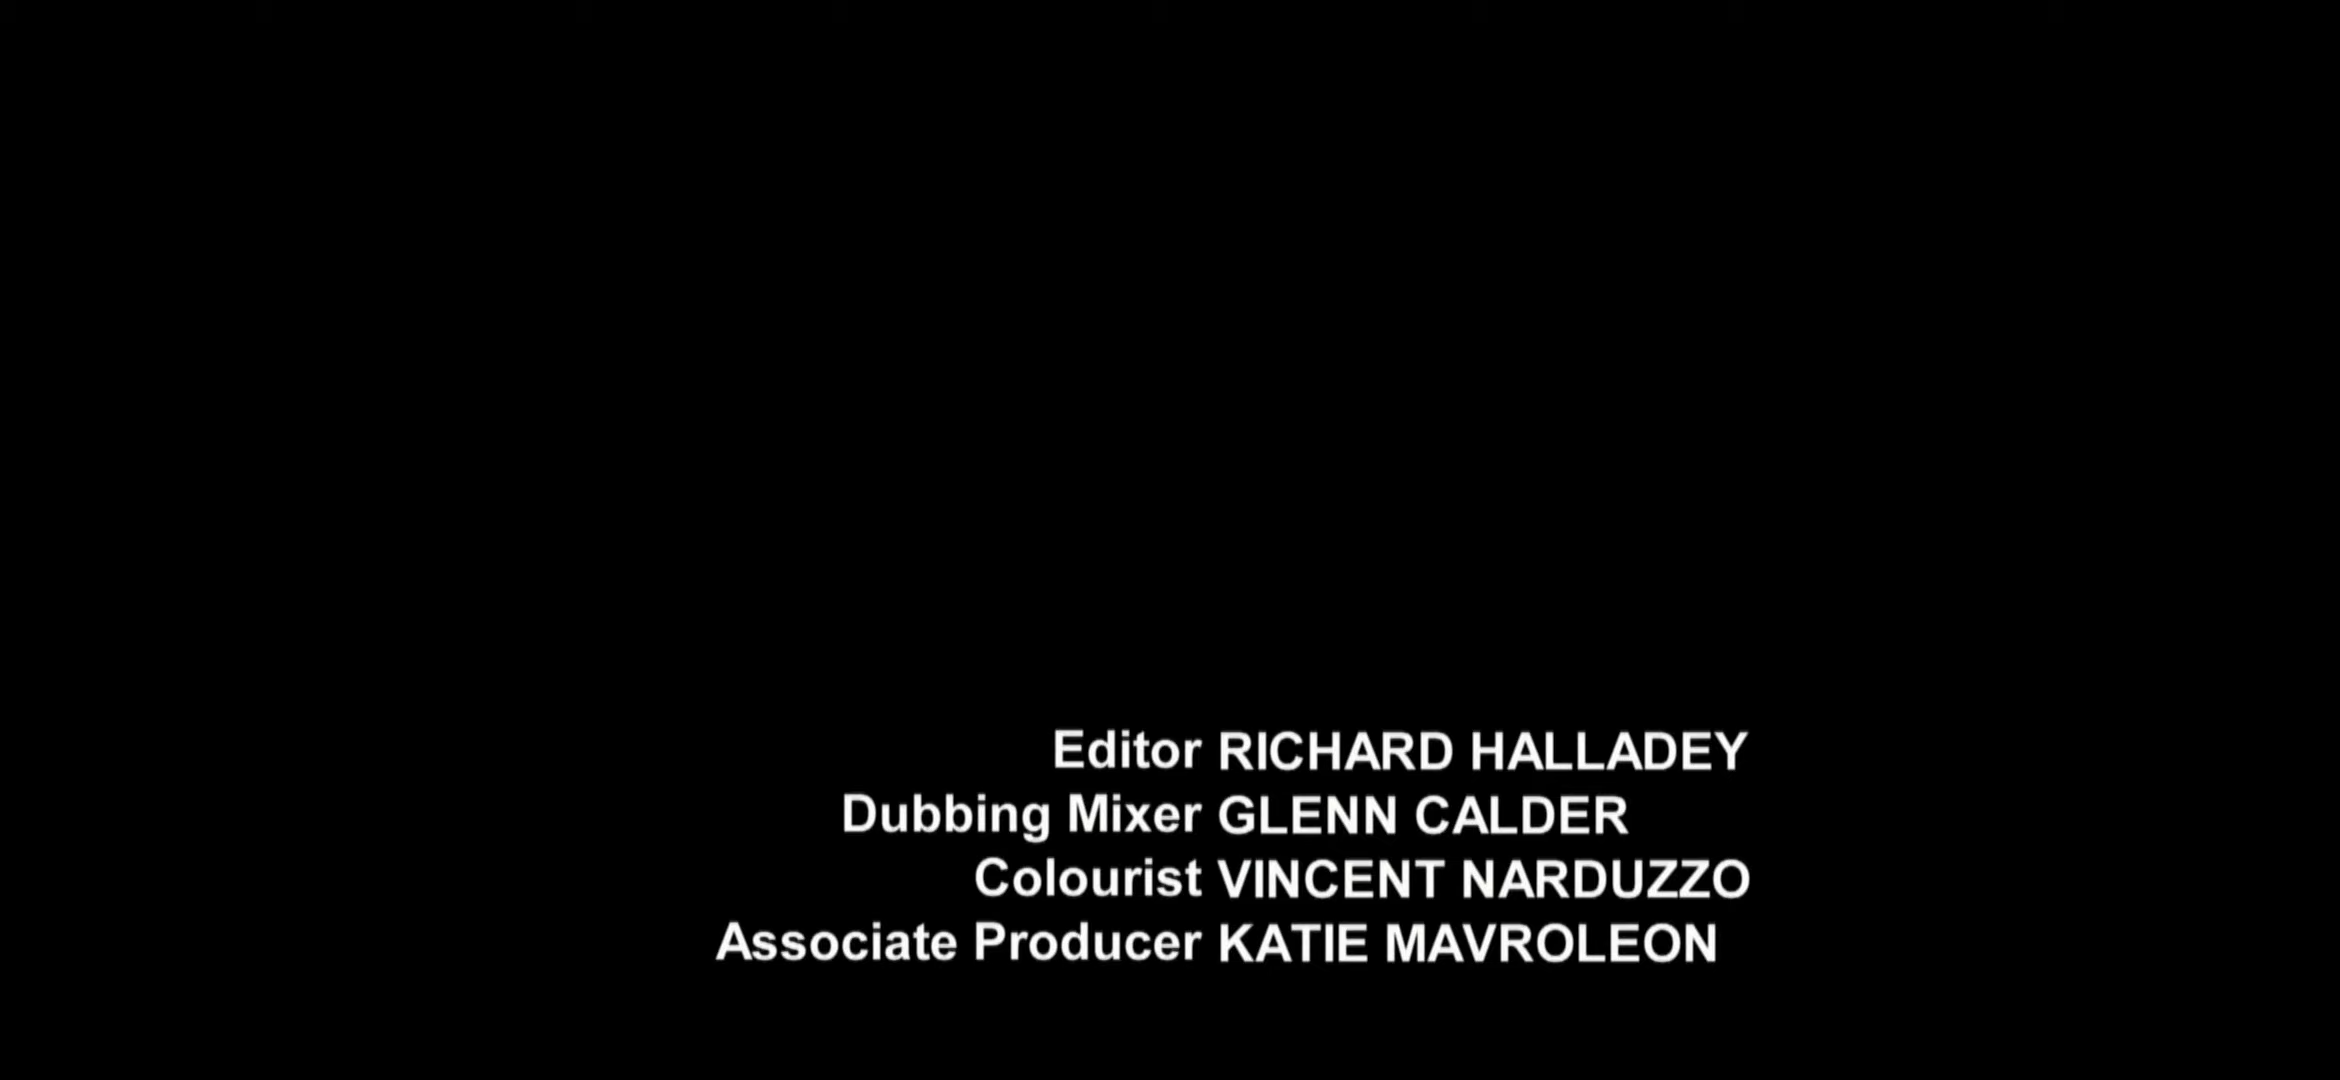 Editor RICHARD HALLADEY
Dubbing Mixer GLENN CALDER
Colourist VINCENT NARDUZZO
Associate Producer KATIE MAVROLEON